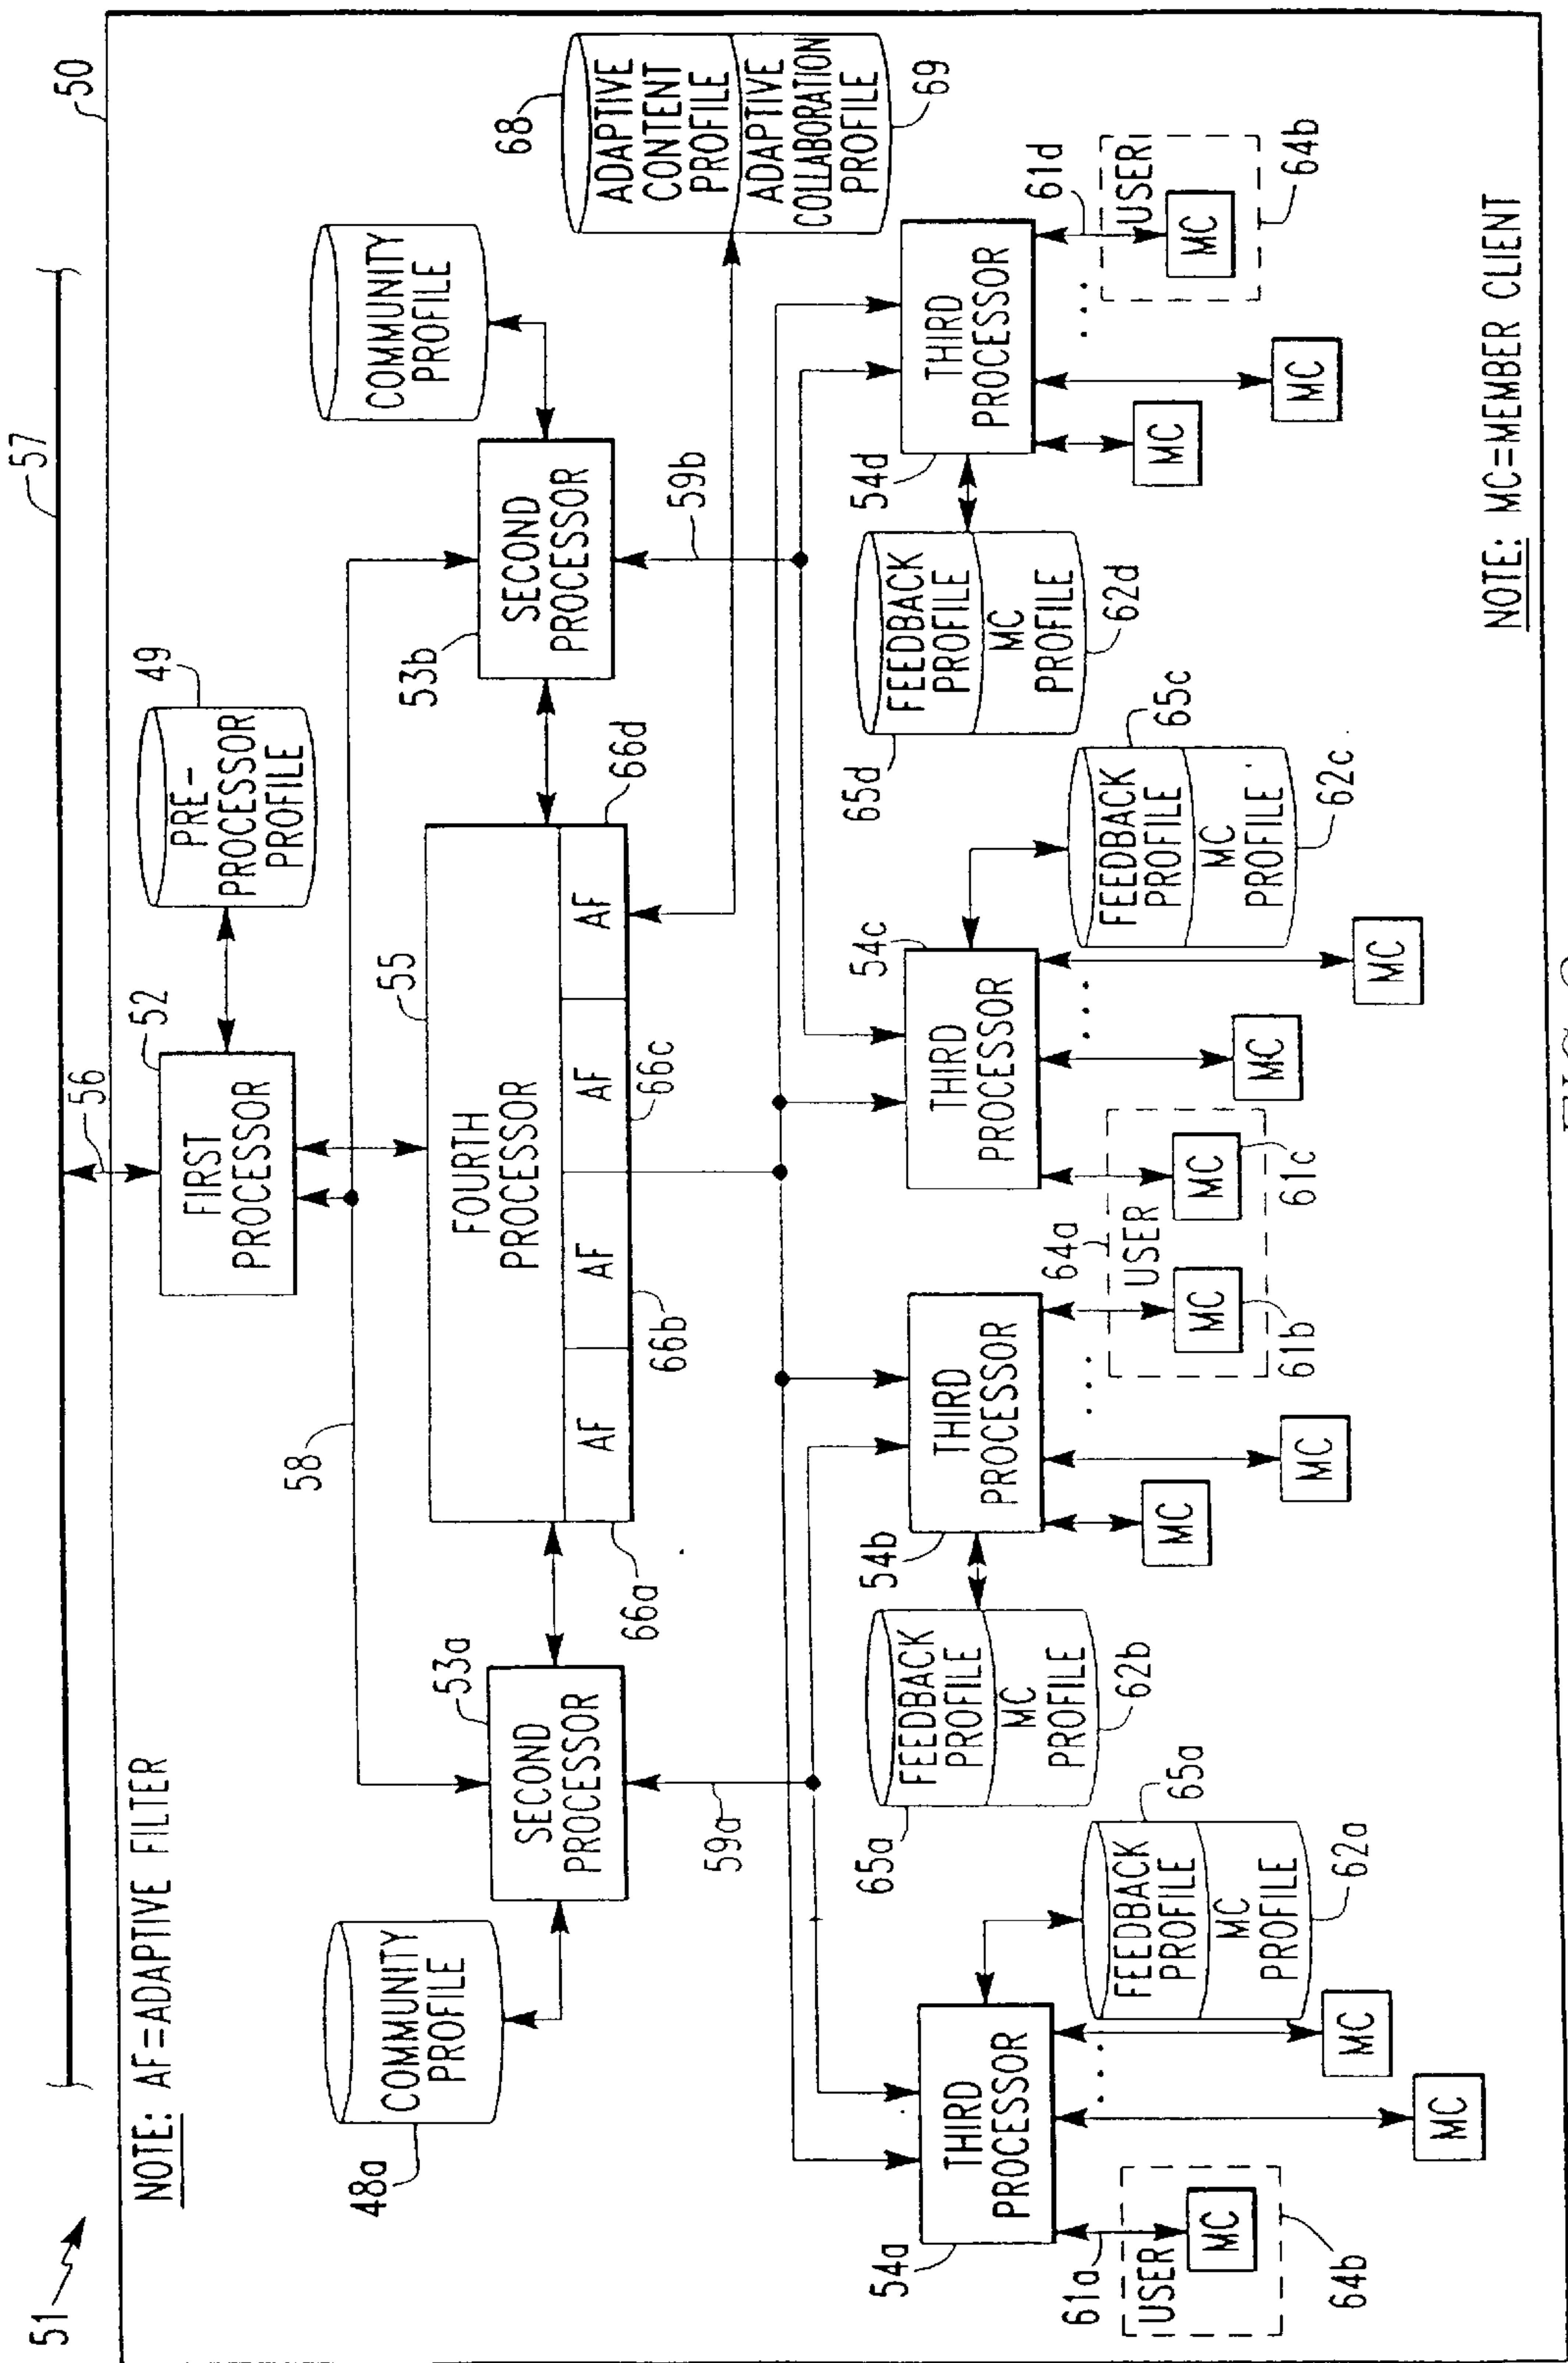 51
57
50
NOTE: AF=ADAPTIVE FILTER
56
52
FIRST
PROCESSOR
49
PRE-
PROCESSOR
PROFILE
58
48a
COMMUNITY
PROFILE
53a
SECOND
PROCESSOR
55
FOURTH
PROCESSOR
AF
AF
AF
AF
66a
66b
66c
66d
53b
SECOND
PROCESSOR
COMMUNITY
PROFILE
68
ADAPTIVE
CONTENT
PROFILE
ADAPTIVE
COLLABORATION
PROFILE
69
59a
59b
54a
THIRD
PROCESSOR
65a
FEEDBACK
PROFILE
MC
PROFILE
62a
61a
USER
MC
64b
MC
...
MC
65a
FEEDBACK
PROFILE
MC
PROFILE
62b
54b
THIRD
PROCESSOR
MC
MC
...
64a
USER
MC
61b
MC
61c
54c
THIRD
PROCESSOR
MC
...
MC
65c
FEEDBACK
PROFILE
MC
PROFILE
62c
65d
FEEDBACK
PROFILE
MC
PROFILE
62d
54d
THIRD
PROCESSOR
MC
MC
...
61d
USER
MC
64b
NOTE: MC=MEMBER CLIENT